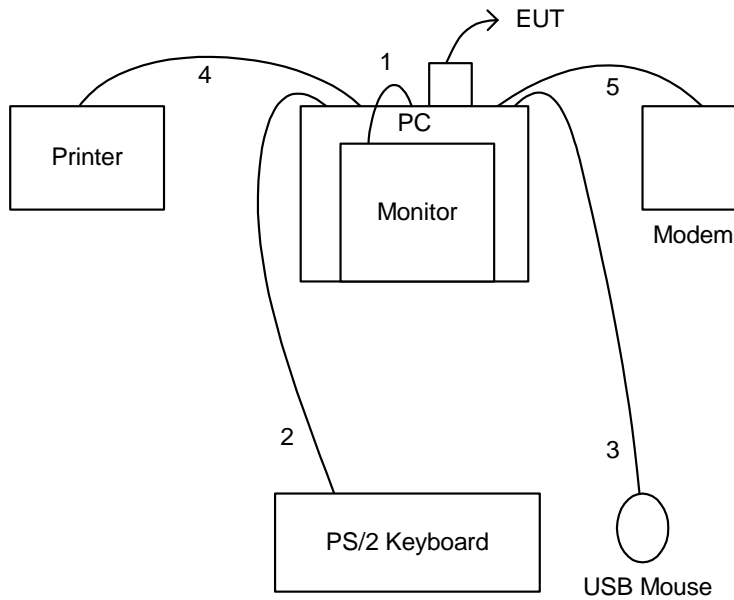 EUT
4
1
5
PC
Printer
Monitor
Modem
2
3
PS/2 Keyboard
USB Mouse